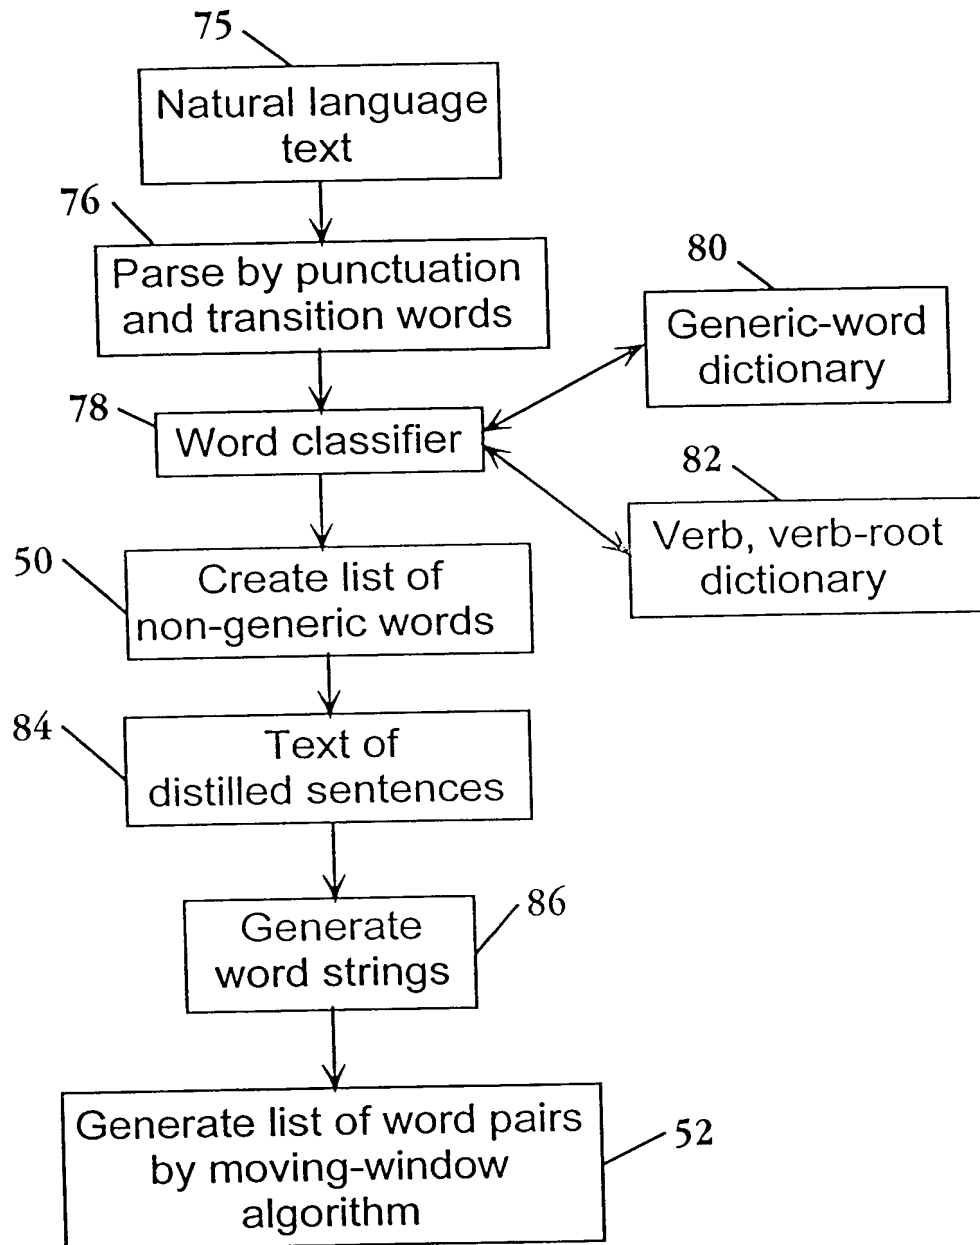 75
Natural language
text
76
Parse by punctuation
and transition words
80
Generic-word
dictionary
78
Word classifier
82
Verb, verb-root
dictionary
50
Create list of
non-generic words
84
Text of
distilled sentences
86
Generate
word strings
Generate list of word pairs
by moving-window
algorithm
52